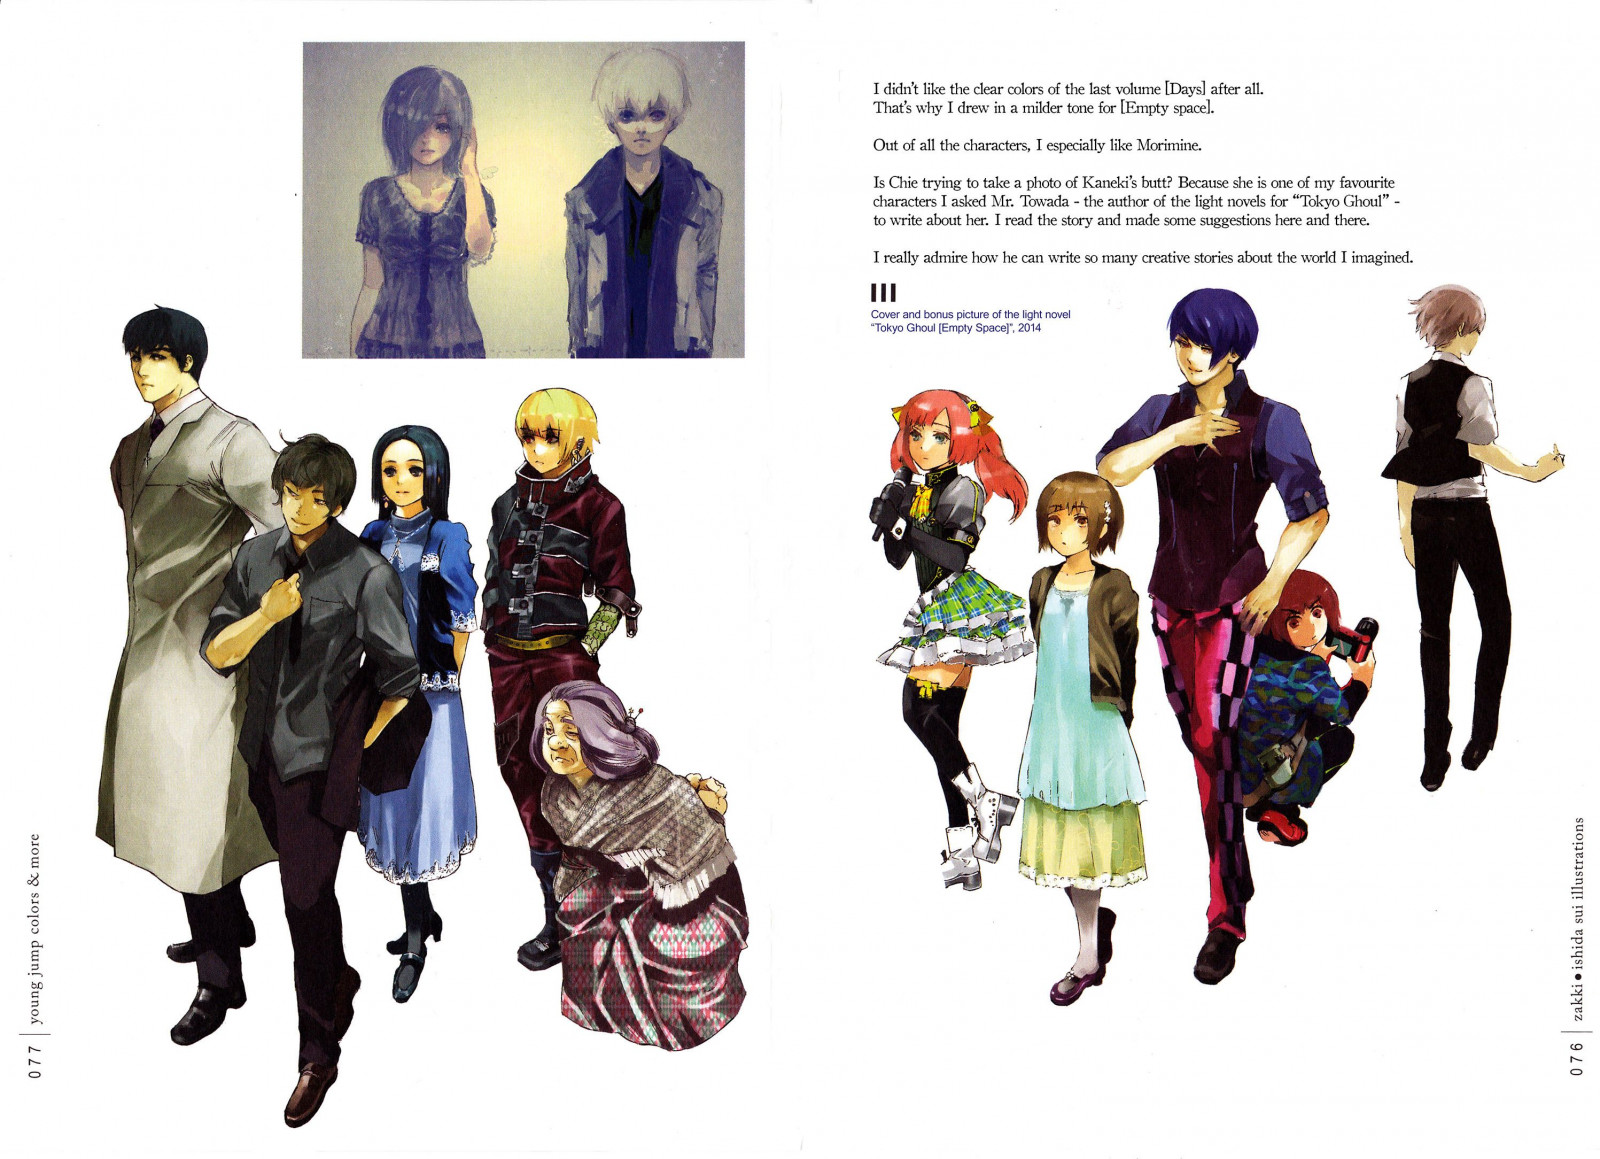 I didn't like the clear colors of the last volume [Days] after all.
That's why I drew in a milder tone for [Empty space].
Out of all the characters, I especially like Morimine.
Is Chie trying to take a photo of Kaneki's butt? Because she is one of my favourite
characters I asked Mr. Towada - the author of the light novels for “Tokyo Ghoul” -
to write about her. I read the story and made some suggestions here and there.
I really admire how he can write so many creative stories about the world I imagined.
III
Cover and bonus picture of the light novel
“Tokyo Ghoul [Empty Space]”, 2014
077 | young jump colors & more
076 | zakki ● ishida sui illustrations